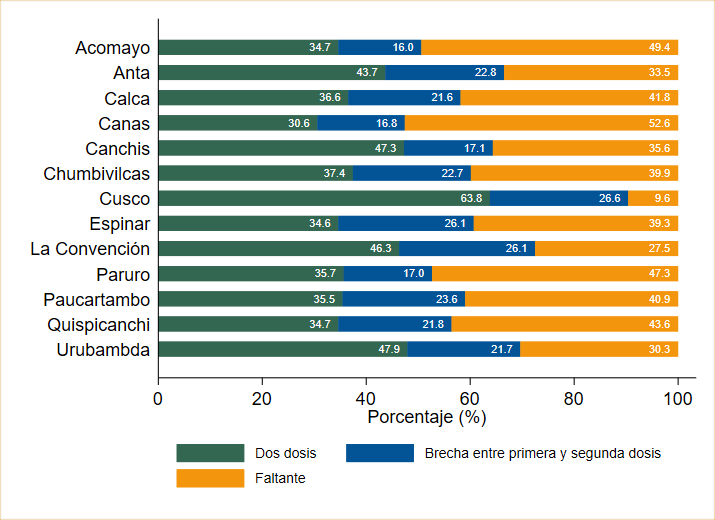 Acomayo 34.7 16.0 49.4
Anta 43.7 22.8 33.5
Calca 36.6 21.6 41.8
Canas 30.6 16.8 52.6
Canchis 47.3 17.1 35.6
Chumbivilcas 37.4 22.7 39.9
Cusco 63.8 26.6 9.6
Espinar 34.6 26.1 39.3
La Convención 46.3 26.1 27.5
Paruro 35.7 17.0 47.3
Paucartambo 35.5 23.6 40.9
Quispicanchi 34.7 21.8 43.6
Urubambda 47.9 21.7 30.3
0 20 40 60 80 100
Porcentaje (%)
Dos dosis Brecha entre primera y segunda dosis
Faltante